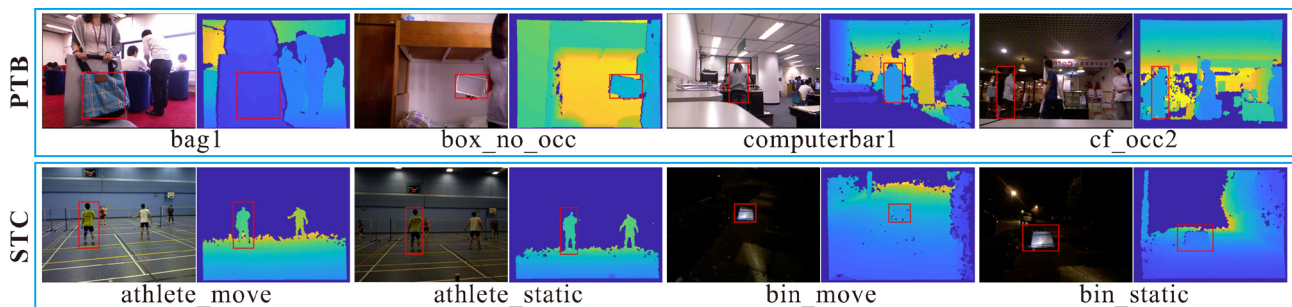 PTB
bag1
box_no_occ
computerbar1
cf_occ2
STC
athlete_move
athlete_static
bin_move
bin_static